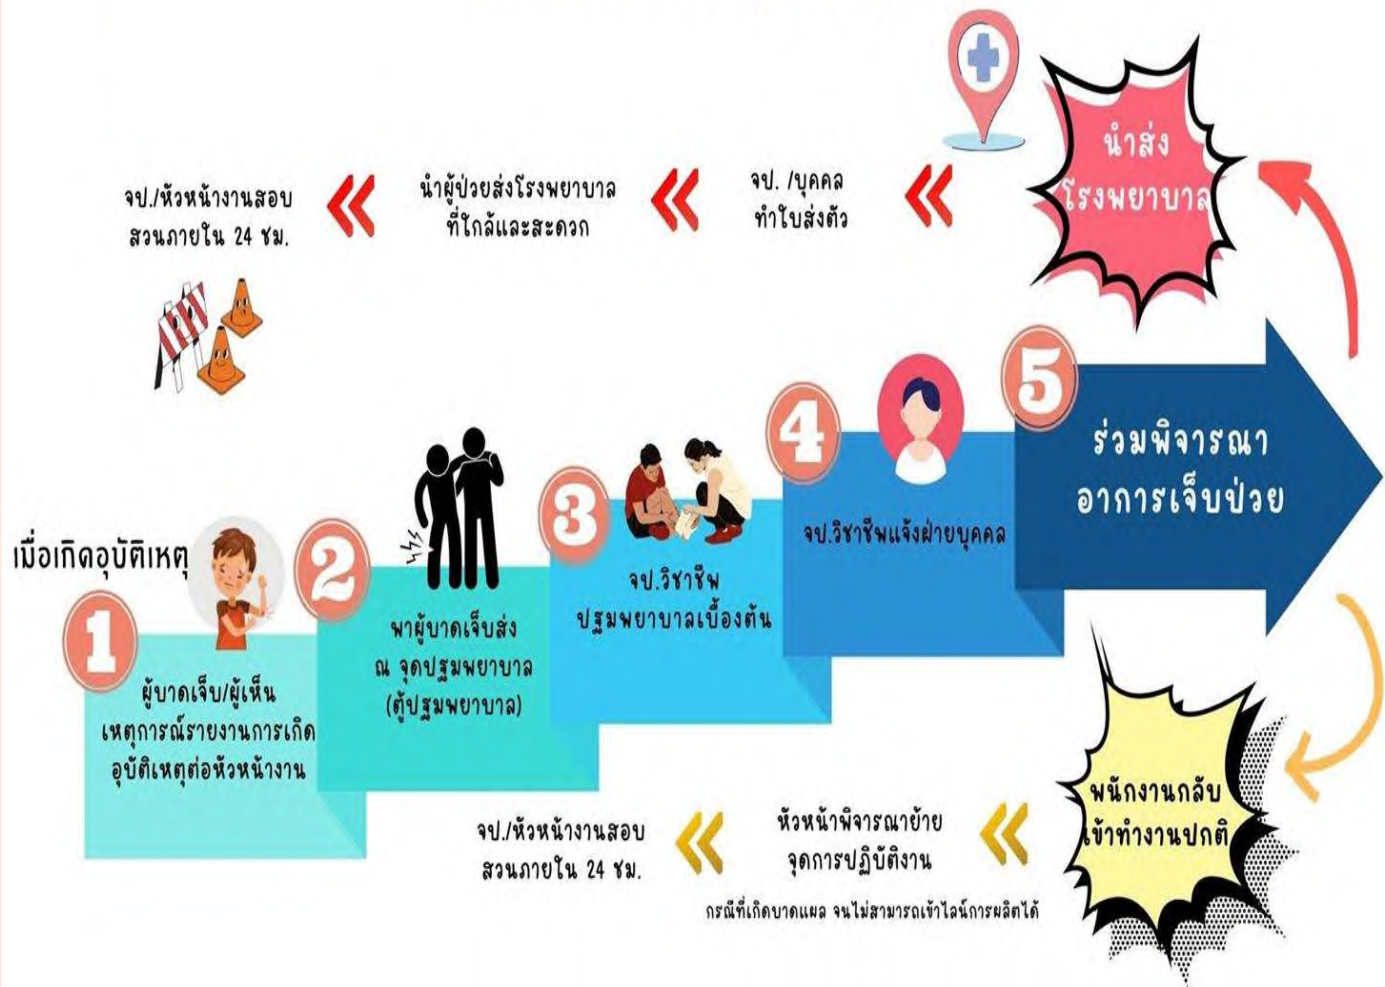 เมื่อเกิดอุบัติเหตุ
1
ผู้บาดเจ็บ/ผู้เห็น
เหตุการณ์รายงานการเกิด
อุบัติเหตุต่อหัวหน้างาน
2
พาผู้บาดเจ็บส่ง
ณ จุดปฐมพยาบาล
(ตู้ปฐมพยาบาล)
3
จป.วิชาชีพ
ปฐมพยาบาลเบื้องต้น
4
จป.วิชาชีพแจ้งฝ่ายบุคคล
5
ร่วมพิจารณา
อาการเจ็บป่วย
นำส่ง
โรงพยาบาล
จป. /บุคคล
ทำใบส่งตัว
นำผู้ป่วยส่งโรงพยาบาล
ที่ใกล้และสะดวก
จป./หัวหน้างานสอบ
สวนภายใน 24 ชม.
พนักงานกลับ
เข้าทำงานปกติ
หัวหน้าพิจารณาย้าย
จุดการปฏิบัติงาน
กรณีที่เกิดบาดแผล จนไม่สามารถเข้าไลน์การผลิตได้
จป./หัวหน้างานสอบ
สวนภายใน 24 ชม.